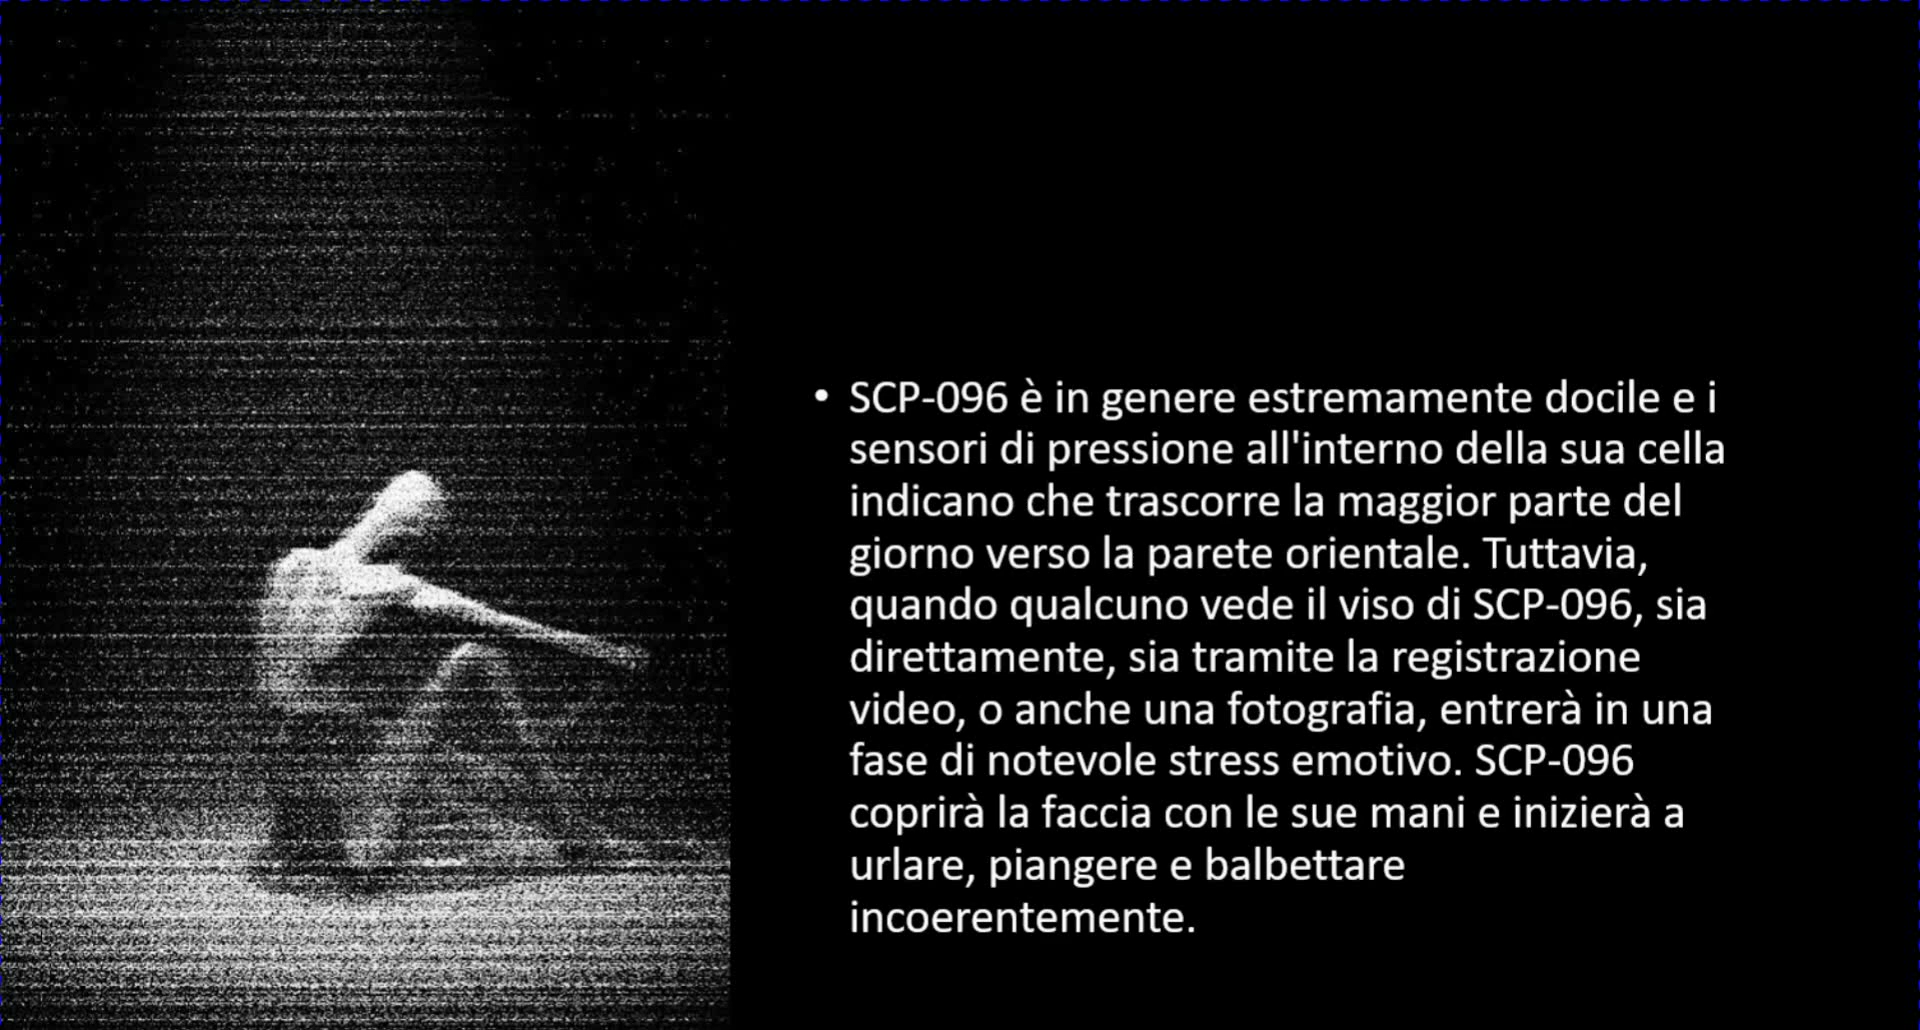 • SCP-096 è in genere estremamente docile e i
sensori di pressione all'interno della sua cella
indicano che trascorre la maggior parte del
giorno verso la parete orientale. Tuttavia,
quando qualcuno vede il viso di SCP-096, sia
direttamente, sia tramite la registrazione
video, o anche una fotografia, entrerà in una
fase di notevole stress emotivo. SCP-096
coprirà la faccia con le sue mani e inizierà a
urlare, piangere e balbettare
incoerentemente.